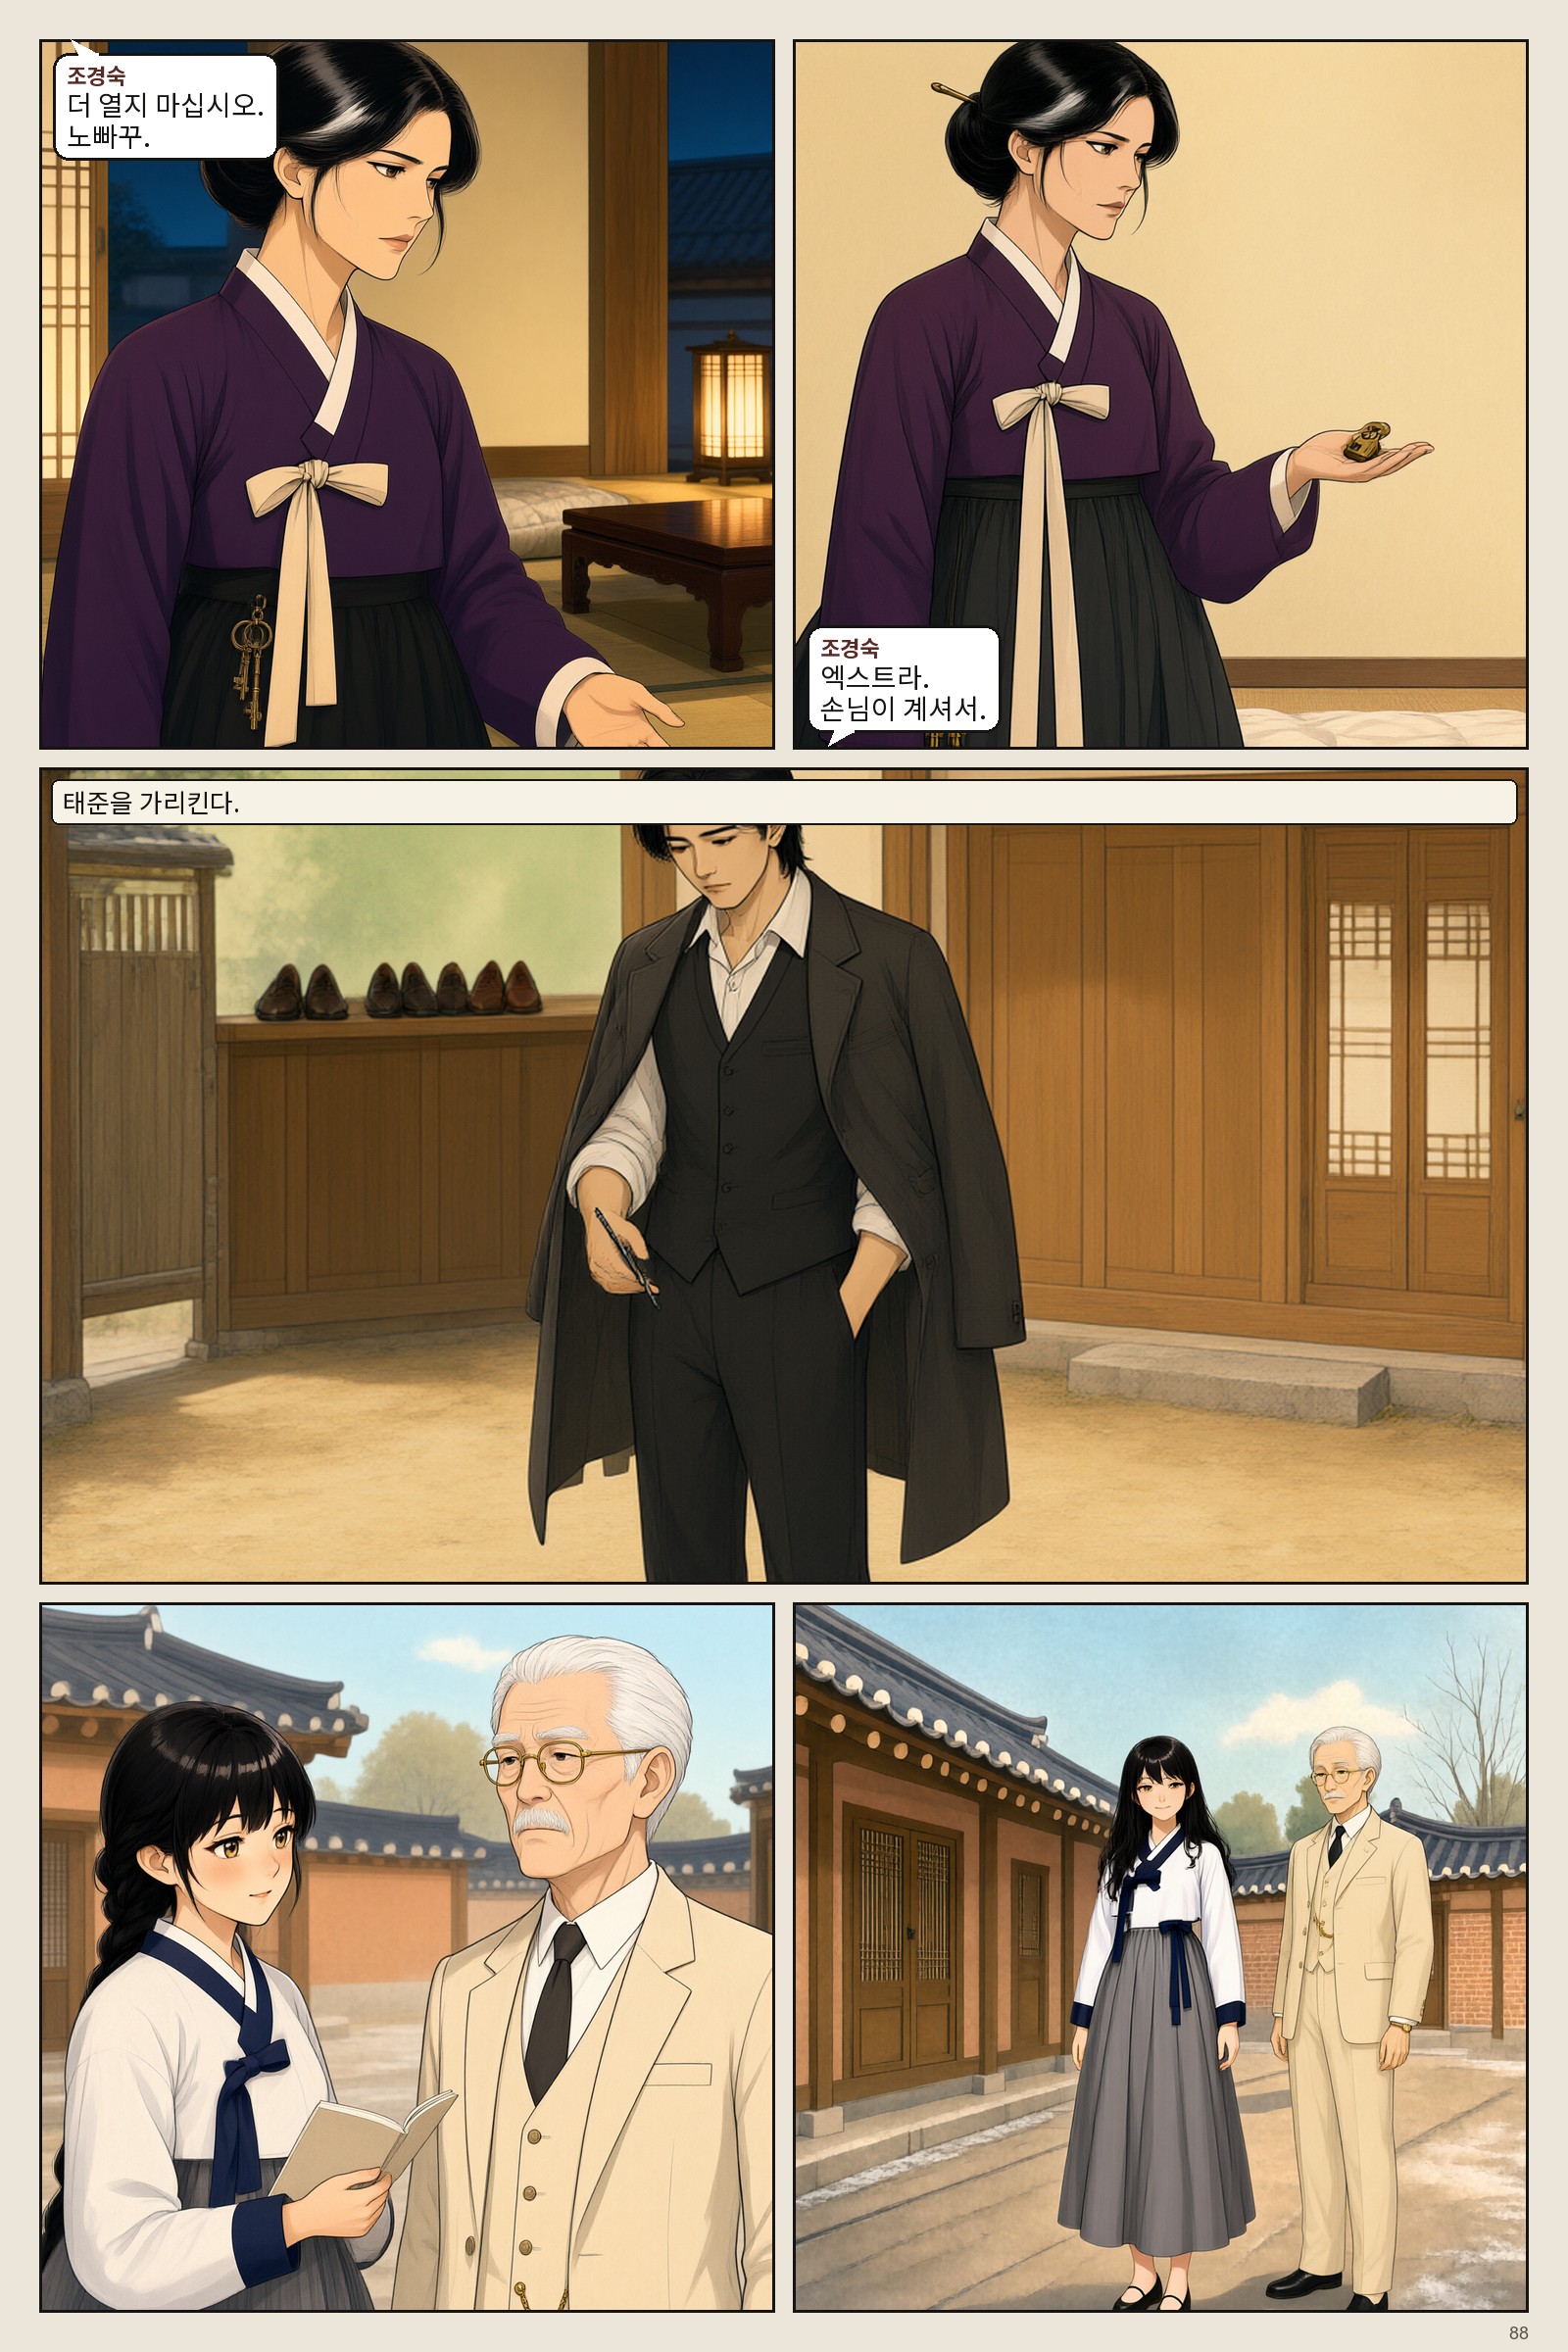 조경숙
더 열지 마십시오.
노빠꾸.
조경숙
엑스트라.
손님이 계셔서.
태준을 가리킨다.
88